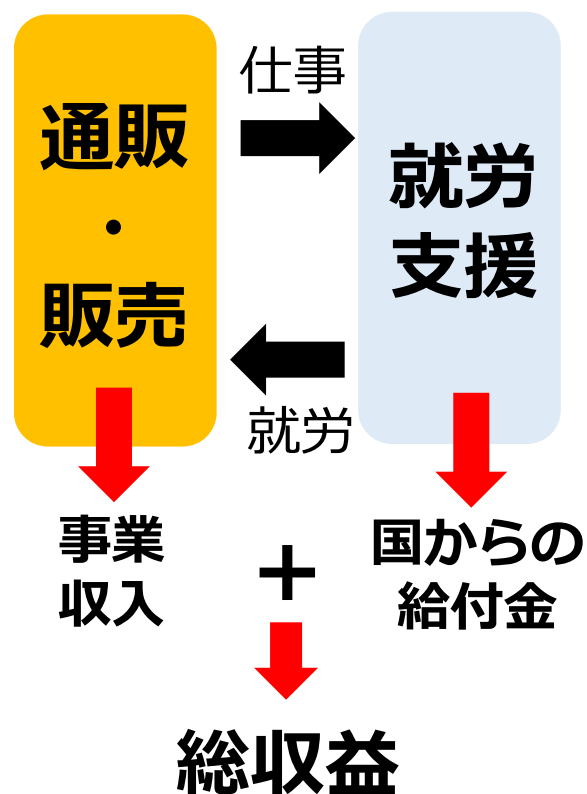 通販
・
販売
仕事
就労
支援
就労
事業
収入
+
国からの
給付金
総収益